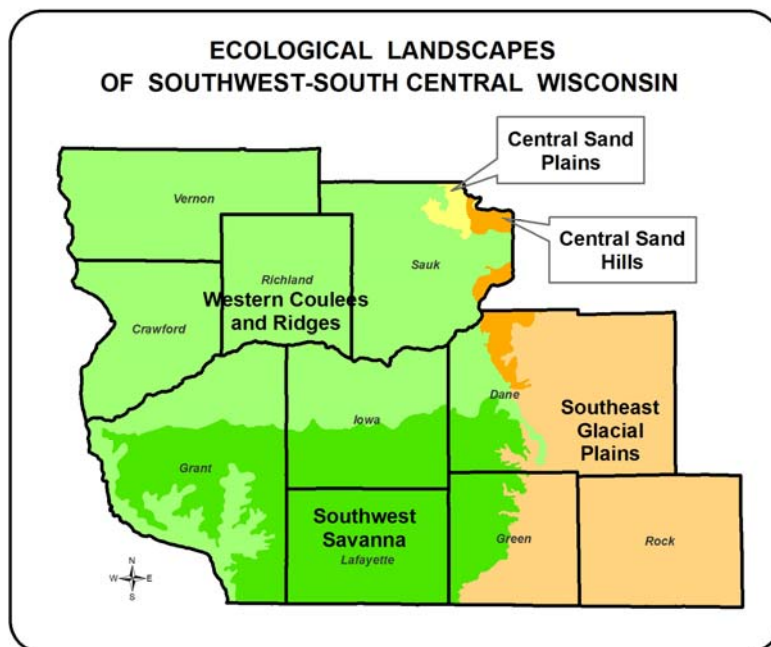 ECOLOGICAL LANDSCAPES
OF SOUTHWEST-SOUTH CENTRAL WISCONSIN
Central Sand
Plains
Vernon
Central Sand
Hills
Sauk
Richland
Western Coulees
and Ridges
Crawford
Dane
Southeast
Glacial
Plains
Iowa
Grant
Southwest
Savanna
Lafayette
Green
Rock
N
W E
S